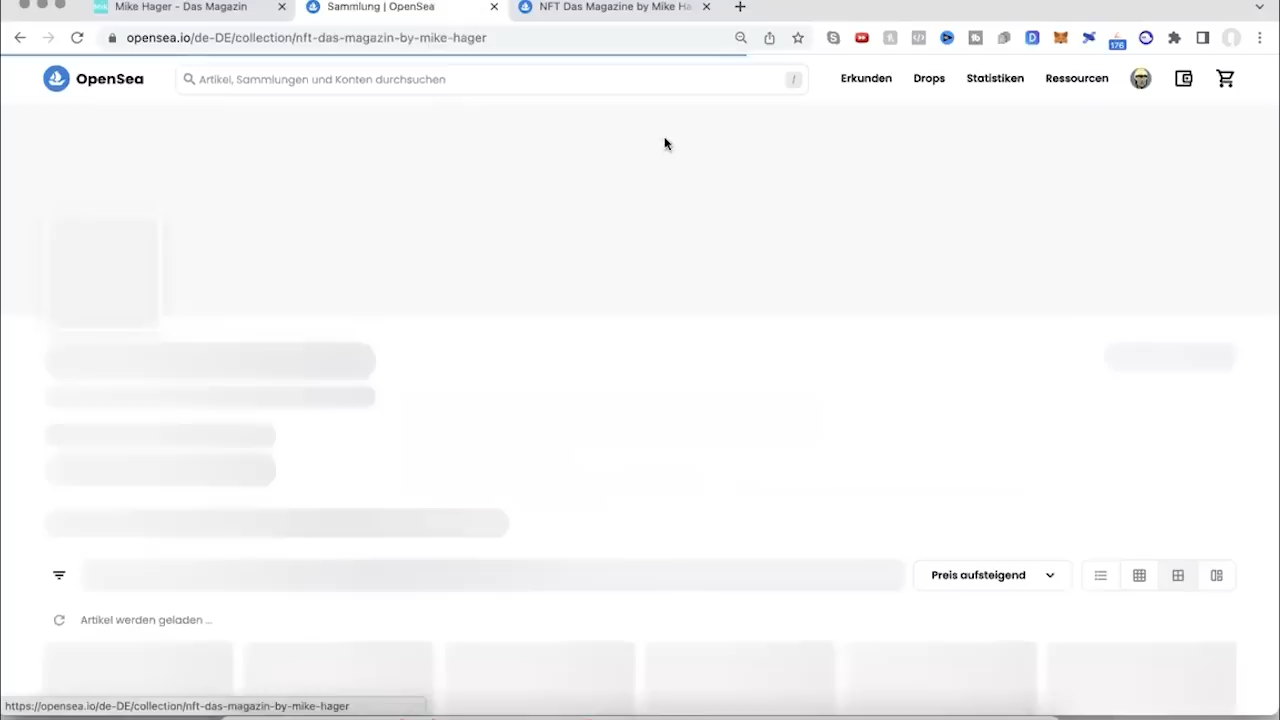 Mike Hager - Das Magazin
Sammlung | OpenSea
NFT Das Magazine by Mike Ha
opensea.io/de-DE/collection/nft-das-magazin-by-mike-hager
176
OpenSea
Artikel, Sammlungen und Konten durchsuchen
/
Erkunden
Drops
Statistiken
Ressourcen
Preis aufsteigend
Artikel werden geladen ...
https://opensea.io/de-DE/collection/nft-das-magazin-by-mike-hager